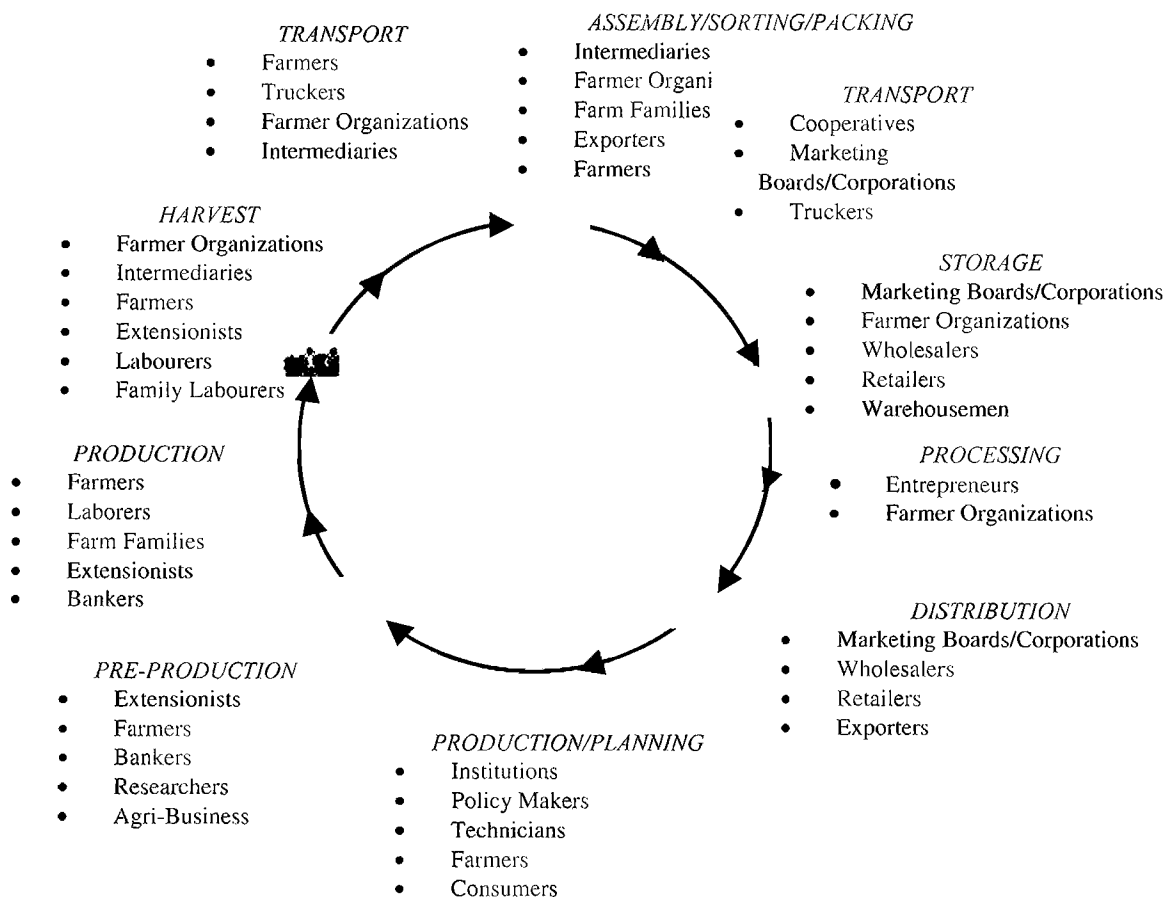 TRANSPORT
• Farmers
• Truckers
• Farmer Organizations
• Intermediaries
ASSEMBLY/SORTING/PACKING
• Intermediaries
• Farmer Organi
• Farm Families
• Exporters
• Farmers
TRANSPORT
• Cooperatives
• Marketing
Boards/Corporations
• Truckers
STORAGE
• Marketing Boards/Corporations
• Farmer Organizations
• Wholesalers
• Retailers
• Warehousemen
PROCESSING
• Entrepreneurs
• Farmer Organizations
DISTRIBUTION
• Marketing Boards/Corporations
• Wholesalers
• Retailers
• Exporters
PRODUCTION/PLANNING
• Institutions
• Policy Makers
• Technicians
• Farmers
• Consumers
PRE-PRODUCTION
• Extensionists
• Farmers
• Bankers
• Researchers
• Agri-Business
PRODUCTION
• Farmers
• Laborers
• Farm Families
• Extensionists
• Bankers
HARVEST
• Farmer Organizations
• Intermediaries
• Farmers
• Extensionists
• Labourers
• Family Labourers